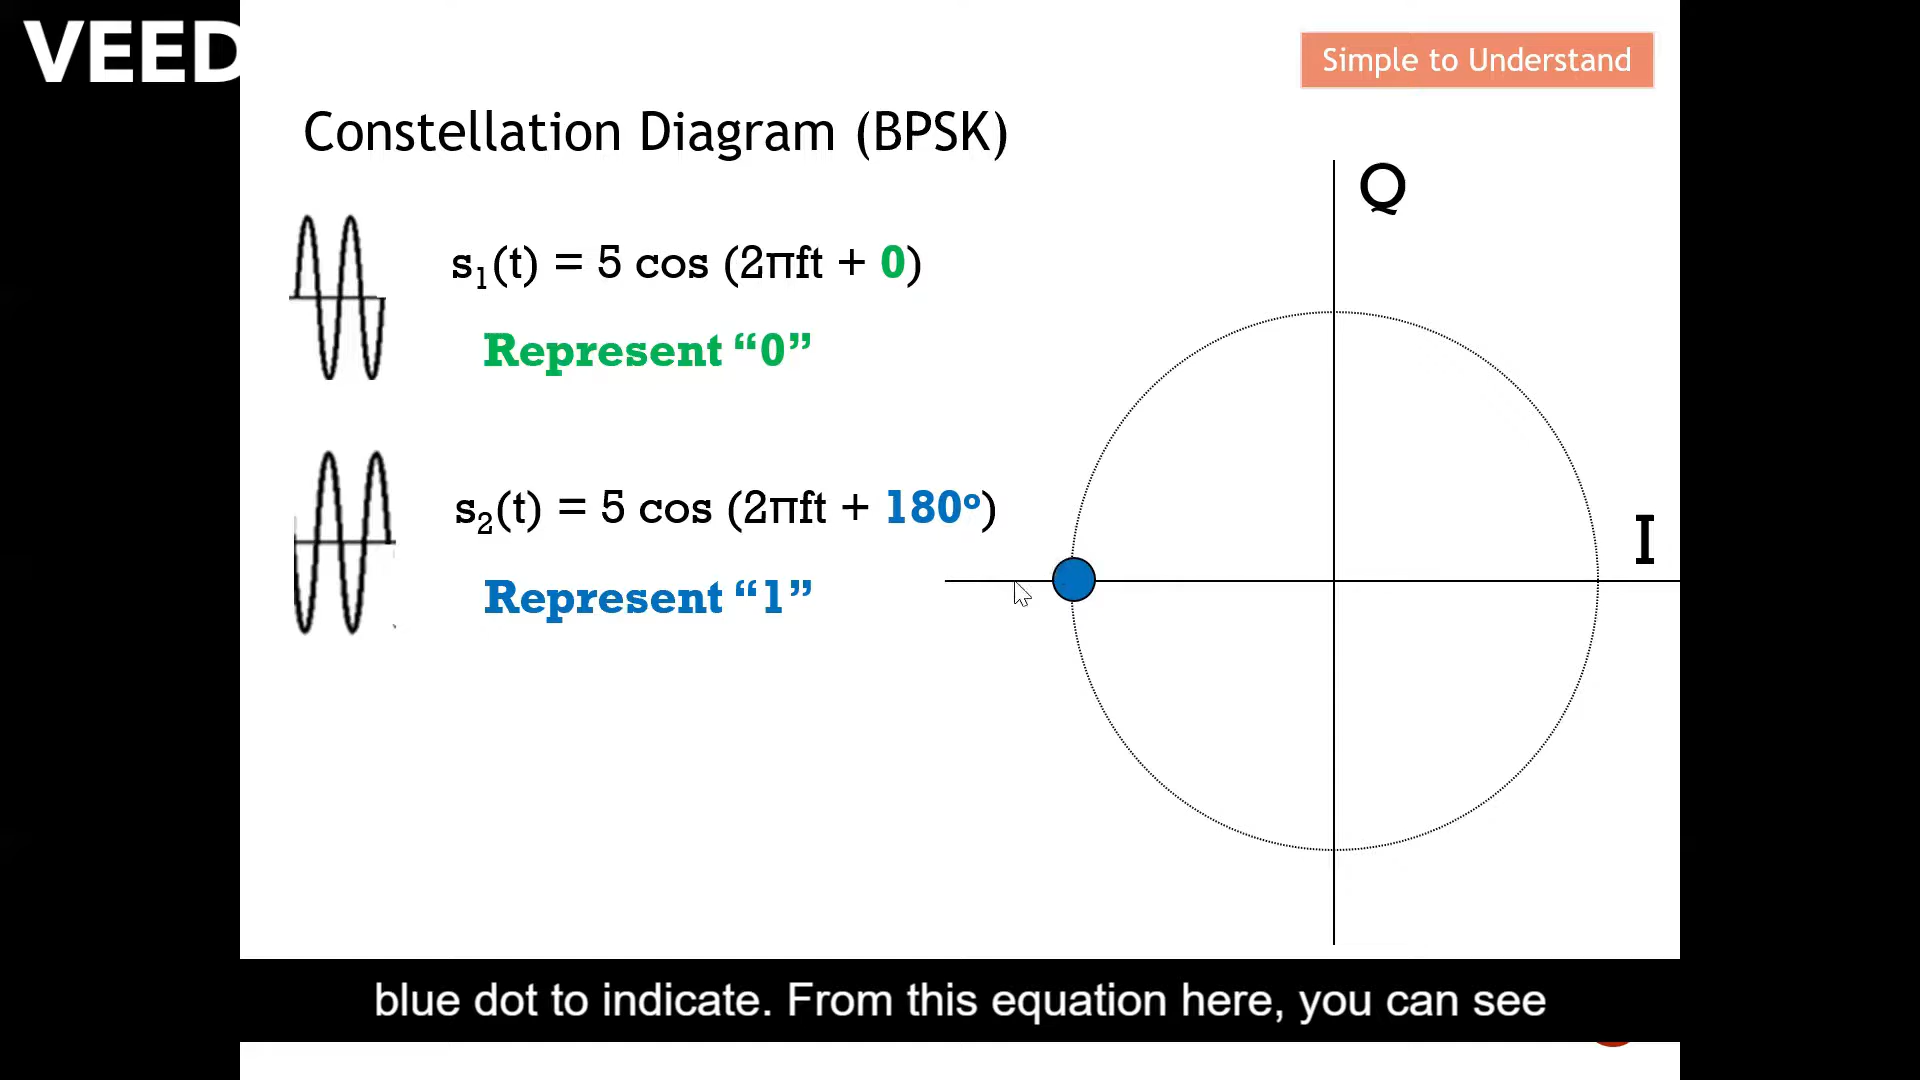 VEED
Simple to Understand
Constellation Diagram (BPSK)
Q
s₁(t) = 5 cos (2πft + 0)
Represent “0”
s₂(t) = 5 cos (2πft + 180°)
I
Represent “1”
blue dot to indicate. From this equation here, you can see